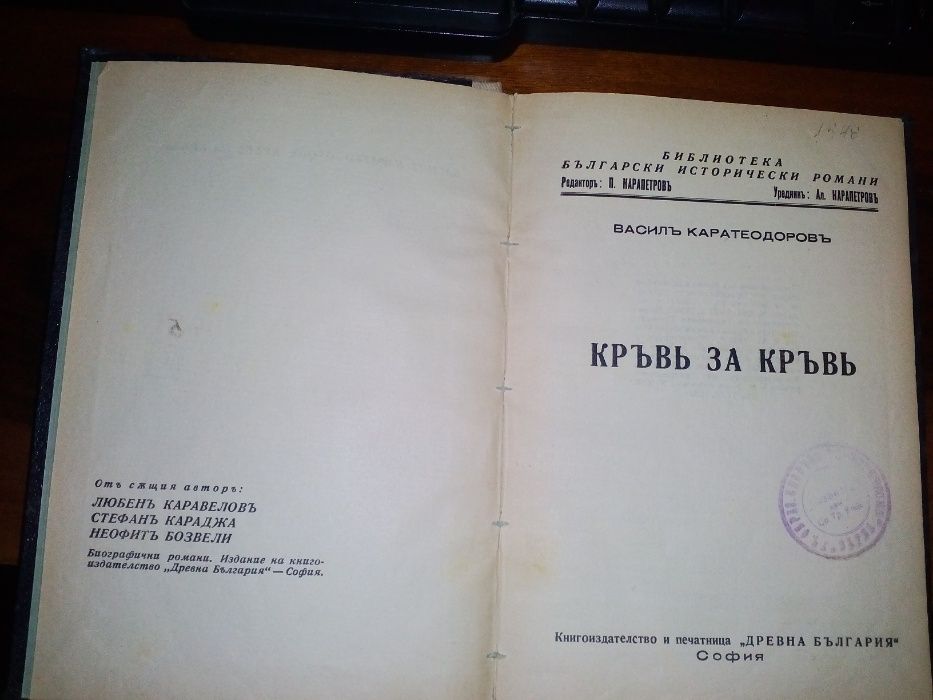 Отъ сѫщия авторъ:
ЛЮБЕНЪ КАРАВЕЛОВЪ
СТЕФАНЪ КАРАДЖА
НЕОФИТЪ БОЗВЕЛИ
Биографични романи. Издание на книго-
издателство „Древна България“ — София.
БИБЛИОТЕКА
БЪЛГАРСКИ ИСТОРИЧЕСКИ РОМАНИ
Редакторъ: П. КАРАПЕТРОВЪ Уредникъ: Ал. КАРАПЕТРОВЪ
ВАСИЛЪ КАРАТЕОДОРОВЪ
КРЪВЬ ЗА КРЪВЬ
Книгоиздателство и печатница „ДРЕВНА БЪЛГАРИЯ“
София